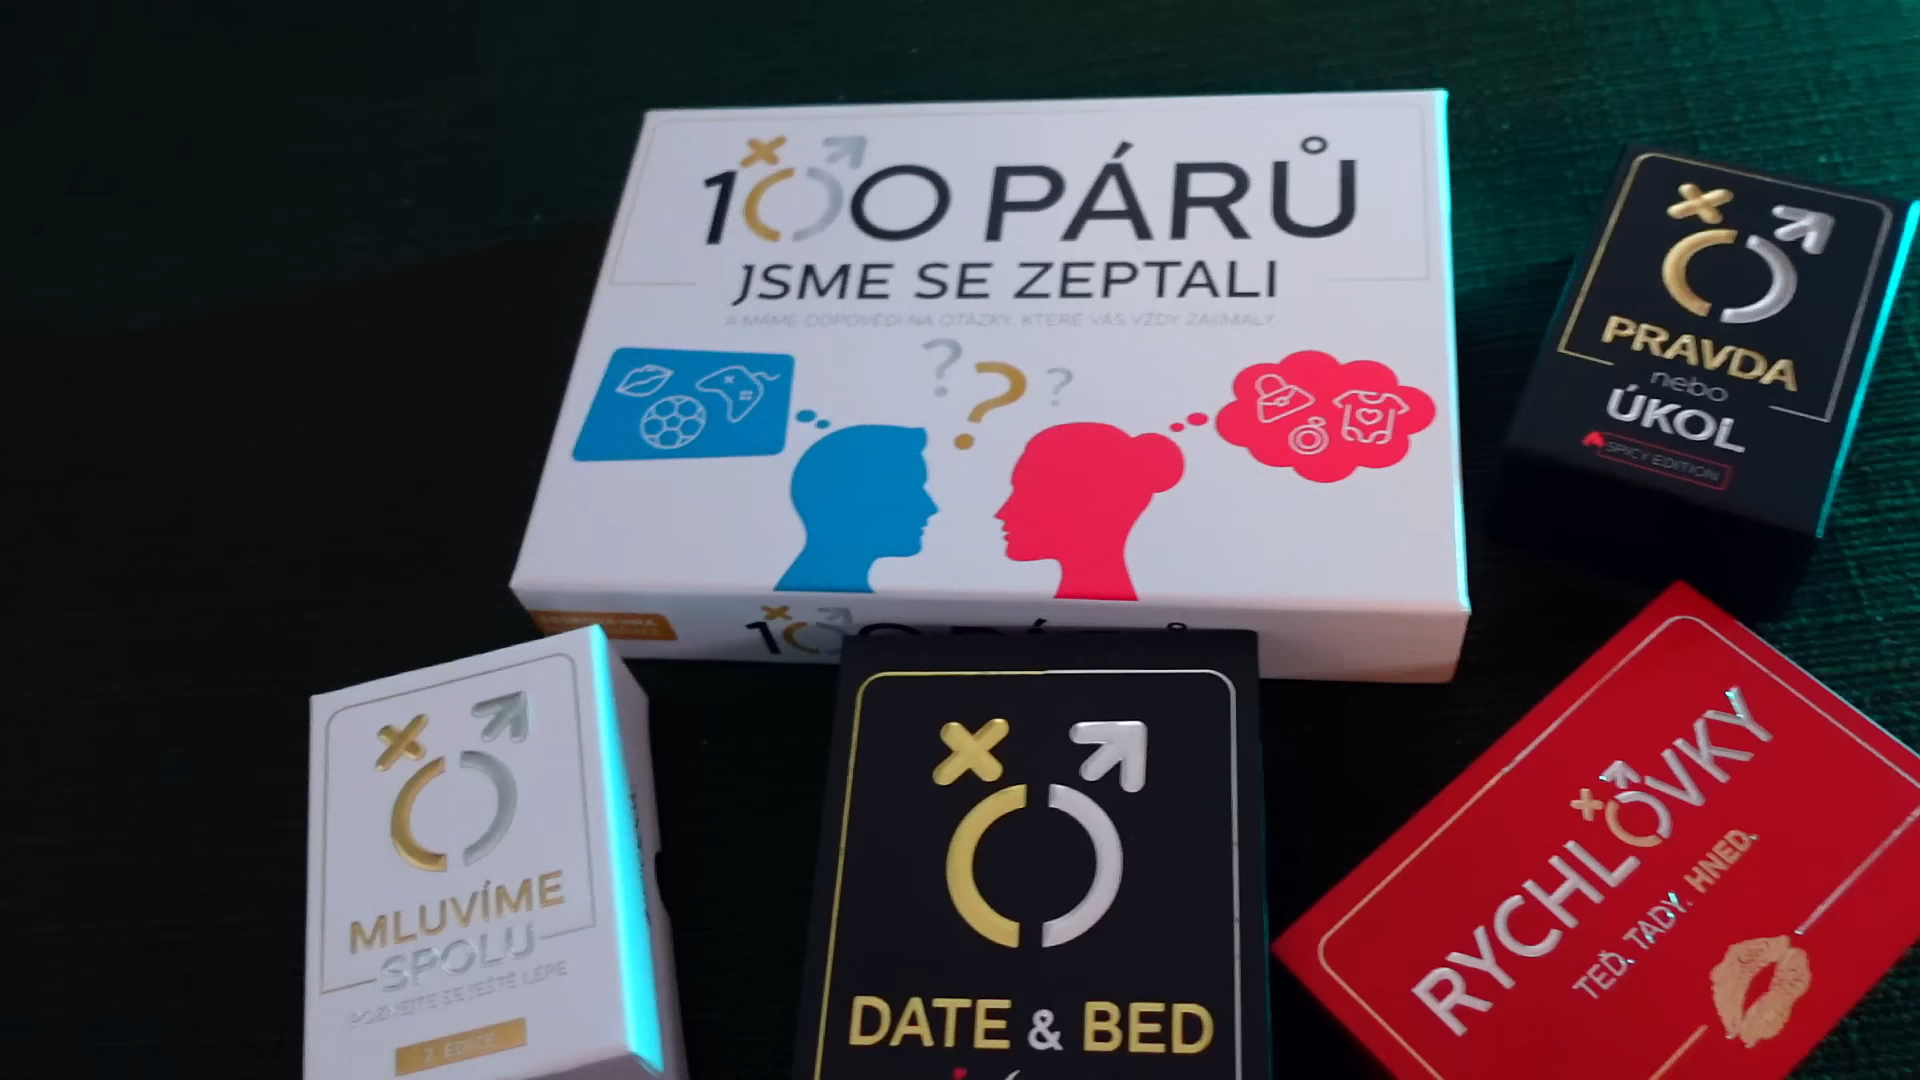 100 PÁRŮ
JSME SE ZEPTALI
A MÁME ODPOVĚDI NA OTÁZKY, KTERÉ VÁS VŽDY ZAJÍMALY.
PRAVDA
nebo
ÚKOL
SPICY EDITION
MLUVÍME
SPOLU
POZNEJTE SE JEŠTĚ LÉPE
2. EDICE
DATE & BED
RYCHLOVKY
TEĎ. TADY. HNED.